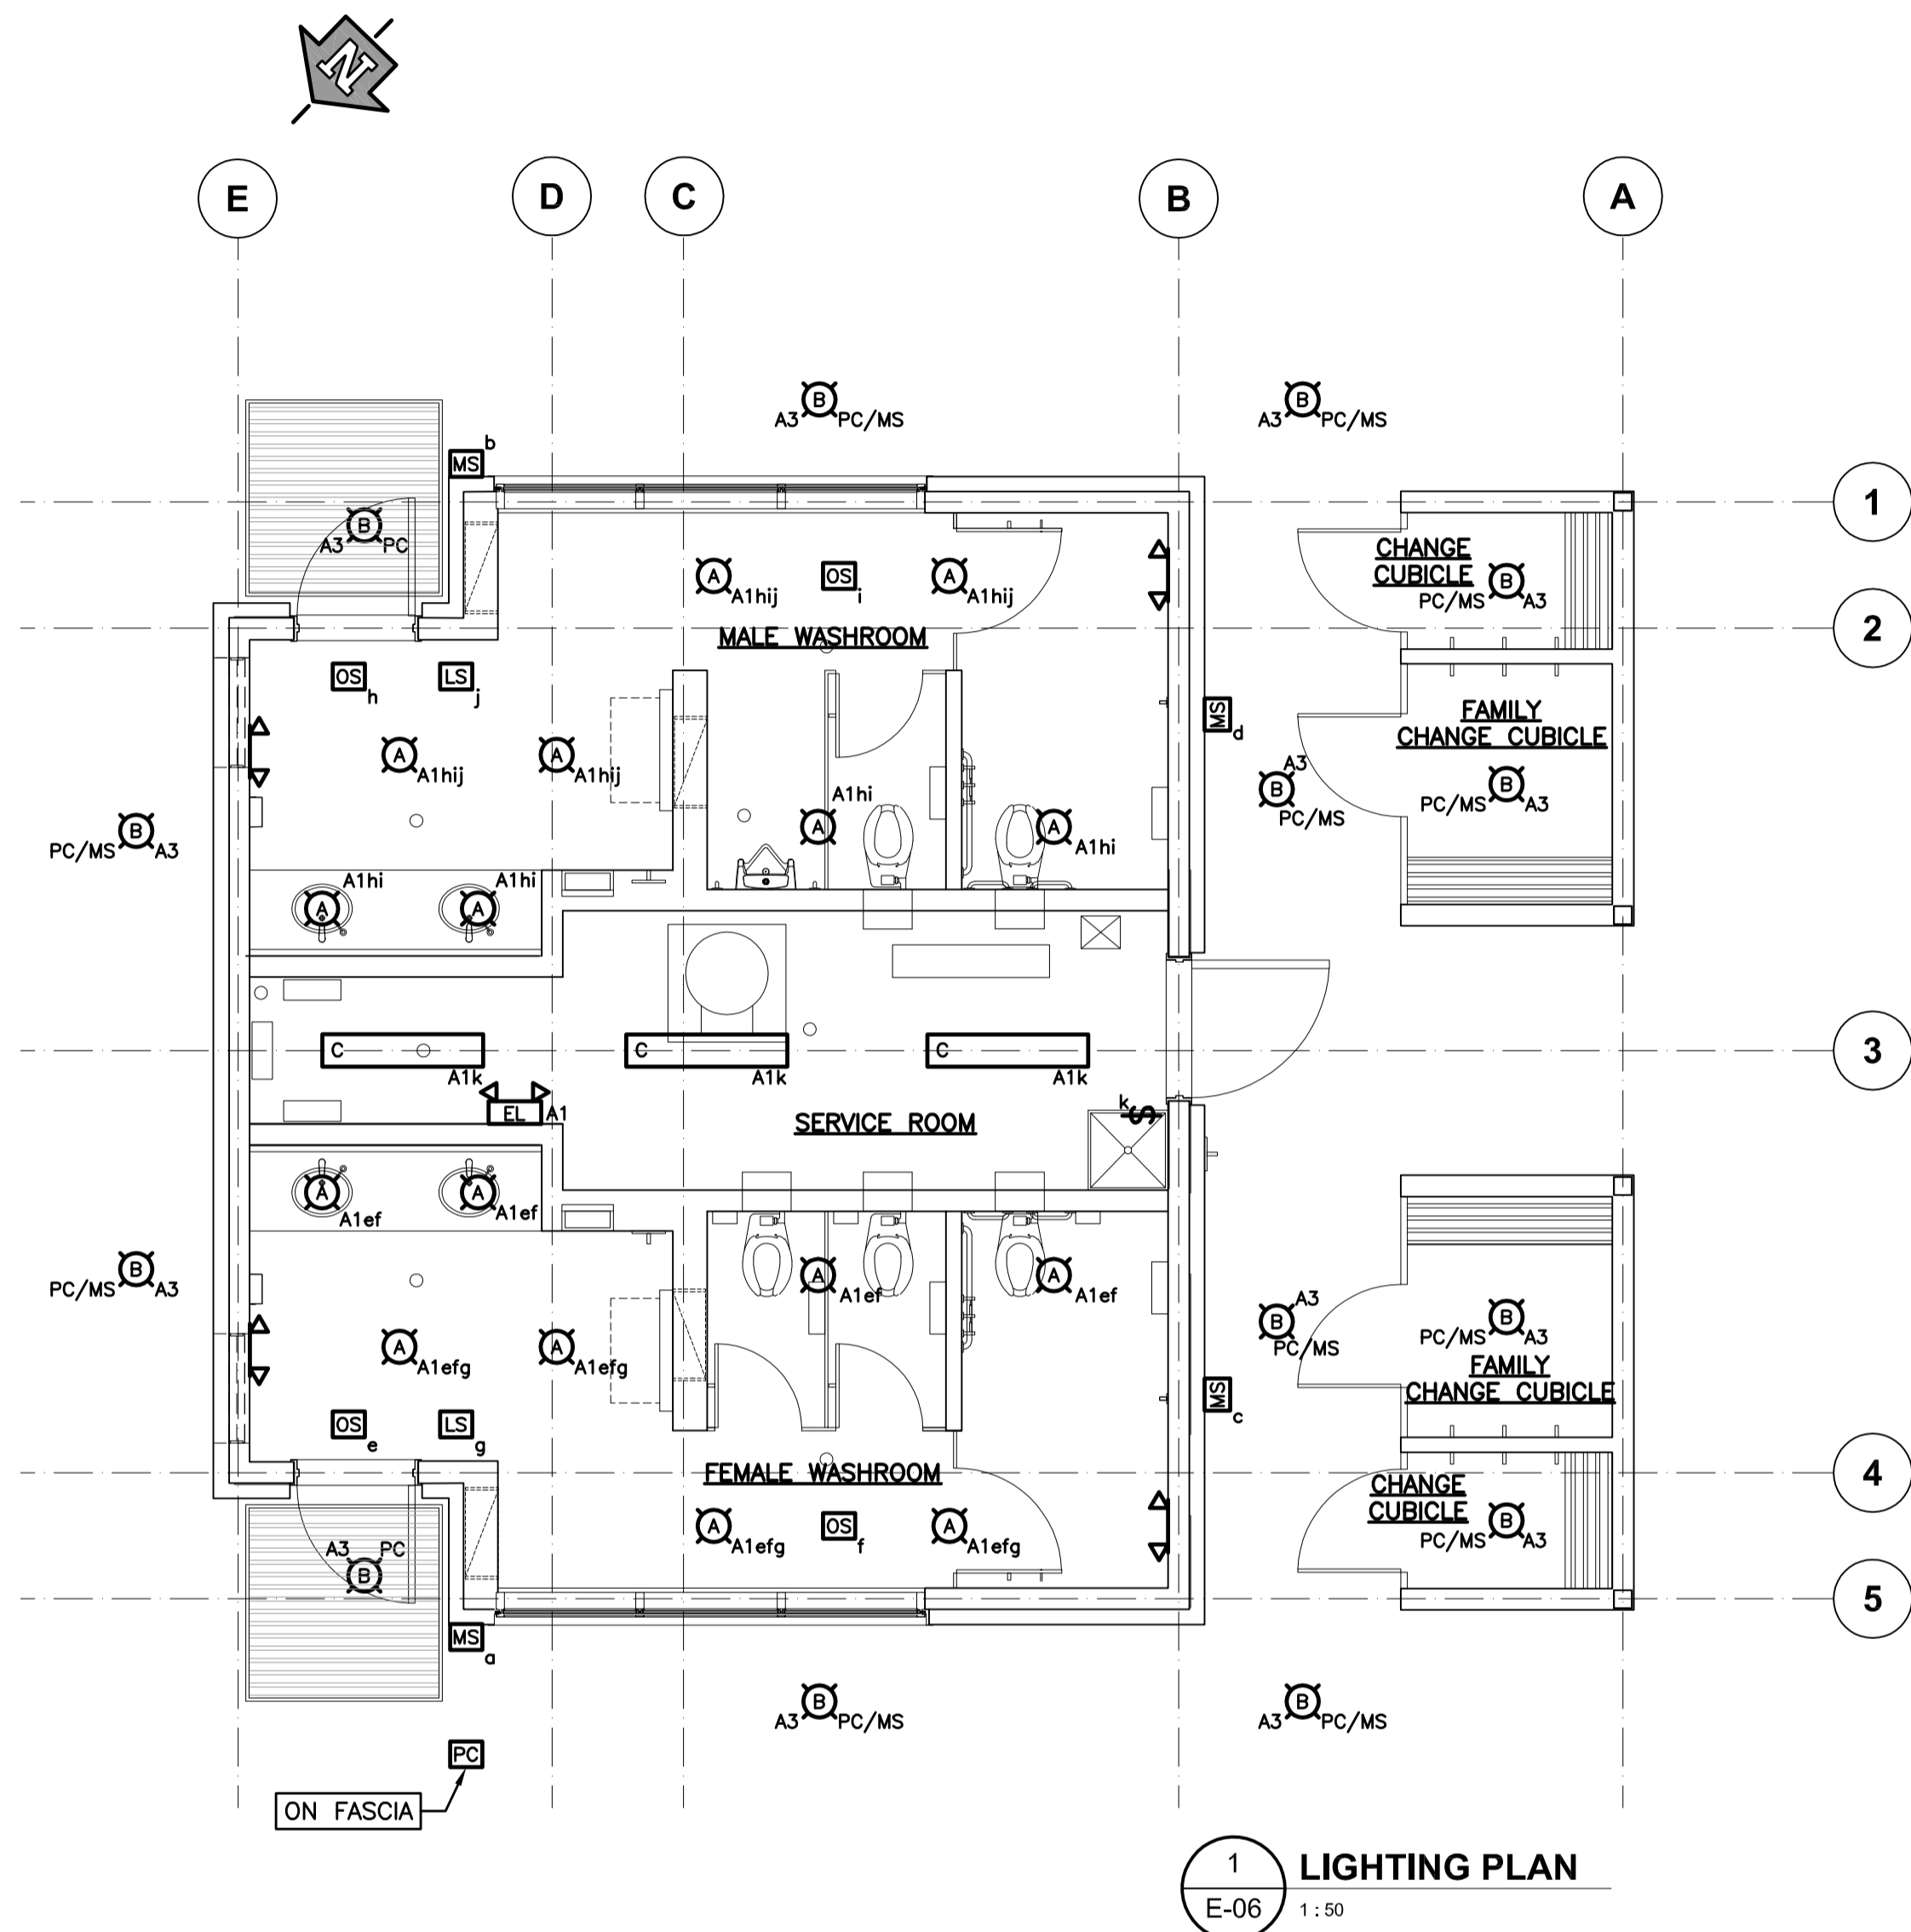 N
E
D
C
B
A
B
A3
PC/MS
B
A3
PC/MS
b
MS
1
B
A3
PC
CHANGE
CUBICLE
B
PC/MS
A3
A
A1hij
OS
i
A
A1hij
2
MALE WASHROOM
OS
h
LS
j
MS
d
FAMILY
CHANGE CUBICLE
A
A1hij
A
A1hij
A3
B
PC/MS
B
PC/MS
A3
A1hi
A
A
A1hi
B
PC/MS
A3
A1hi
A
A1hi
A
3
C
A1k
C
A1k
C
A1k
EL
A1
k
$
SERVICE ROOM
A
A1ef
A
A1ef
B
PC/MS
A3
A
A1ef
A
A1ef
A3
B
PC/MS
B
PC/MS
A3
FAMILY
CHANGE CUBICLE
A
A1efg
A
A1efg
MS
c
OS
e
LS
g
FEMALE WASHROOM
4
CHANGE
CUBICLE
A
A1efg
OS
f
A
A1efg
B
PC/MS
A3
A3
PC
B
5
MS
a
B
A3
PC/MS
B
A3
PC/MS
PC
ON FASCIA
1
E-06
LIGHTING PLAN
1 : 50